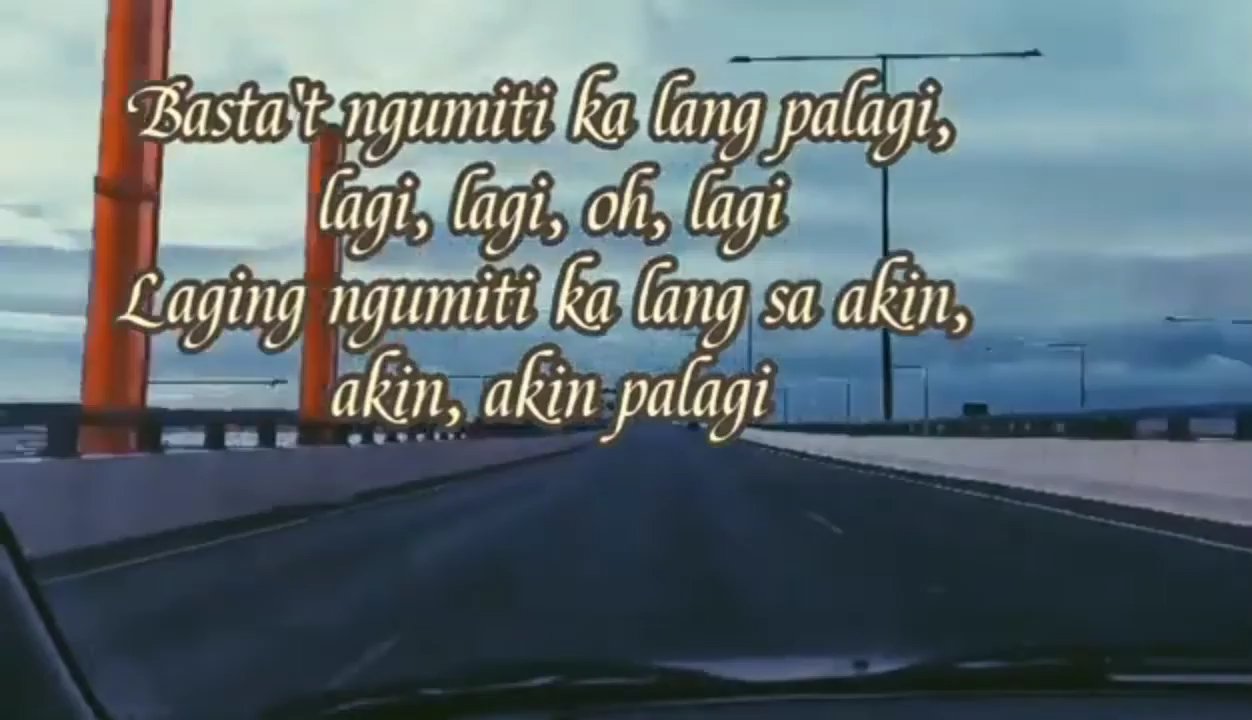 Basta't ngumiti ka lang palagi,
lagi, lagi, oh, lagi
Laging ngumiti ka lang sa akin,
akin, akin palagi